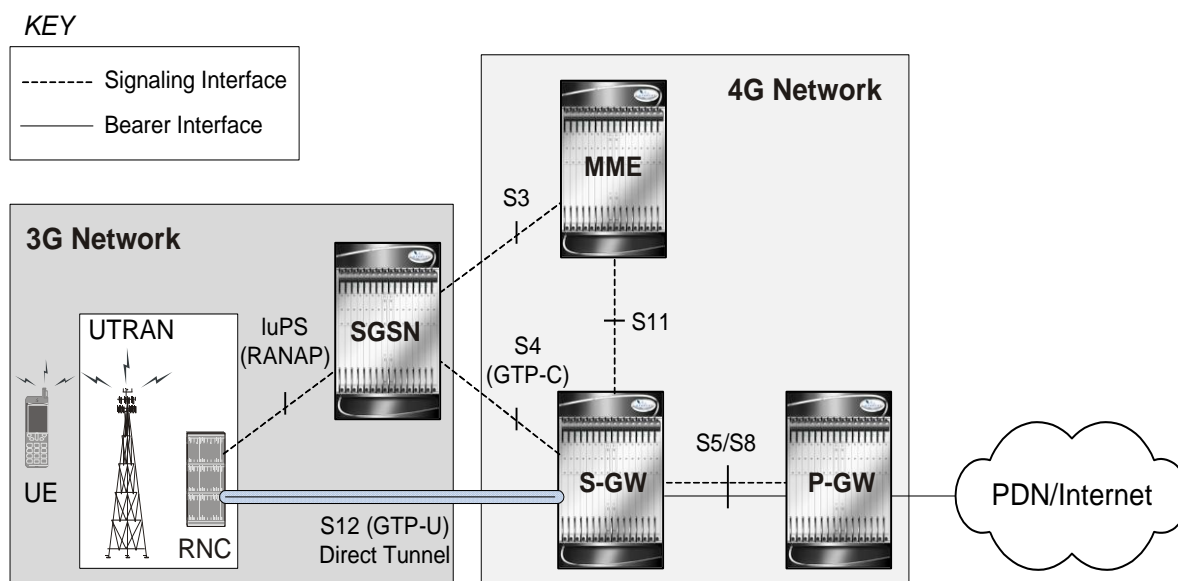 KEY
Signaling Interface
Bearer Interface
4G Network
MME
S3
3G Network
SGSN
UTRAN
IuPS
(RANAP)
S11
S4
(GTP-C)
S5/S8
UE
S-GW
P-GW
PDN/Internet
RNC
S12 (GTP-U)
Direct Tunnel